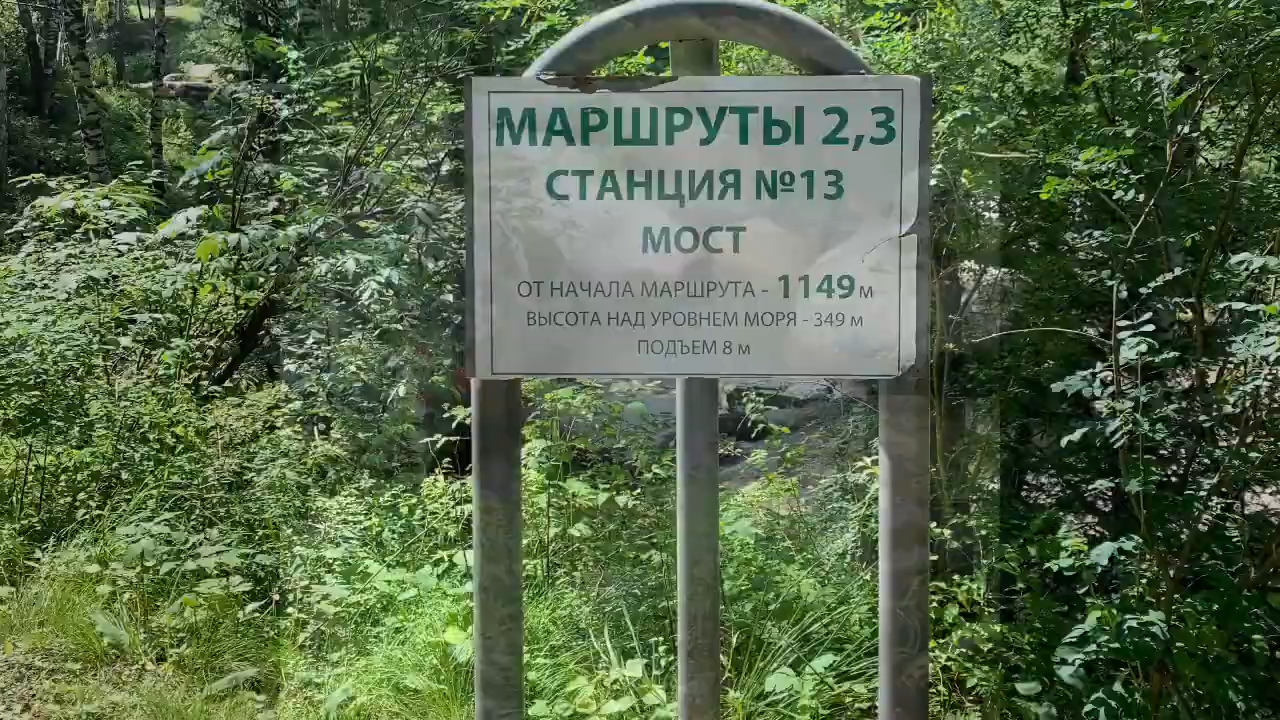 МАРШРУТЫ 2,3
СТАНЦИЯ №13
МОСТ
ОТ НАЧАЛА МАРШРУТА - 1149 м
ВЫСОТА НАД УРОВНЕМ МОРЯ - 349 м
ПОДЪЕМ 8 м